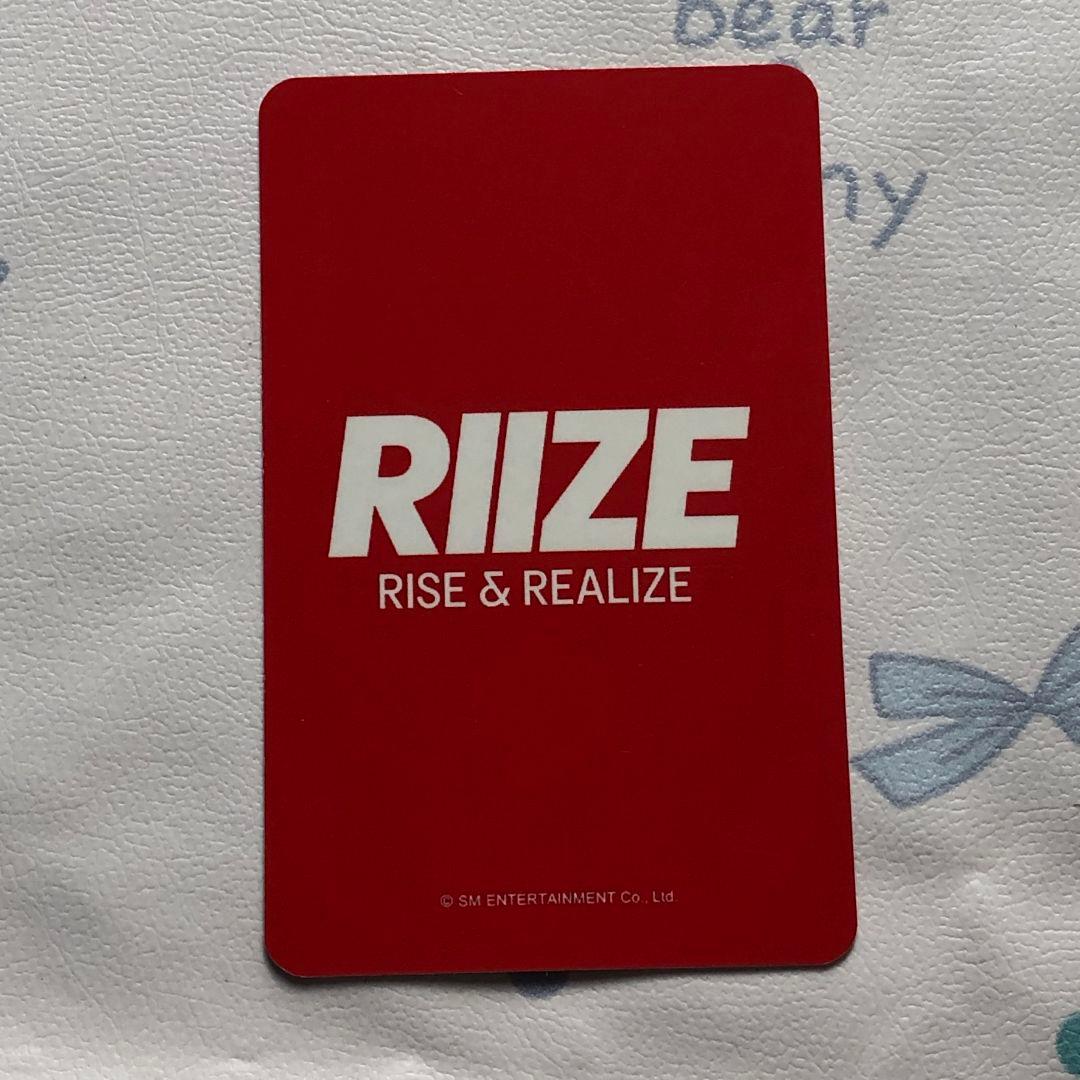 bear
RIIZE
RISE & REALIZE
© SM ENTERTAINMENT Co., Ltd.